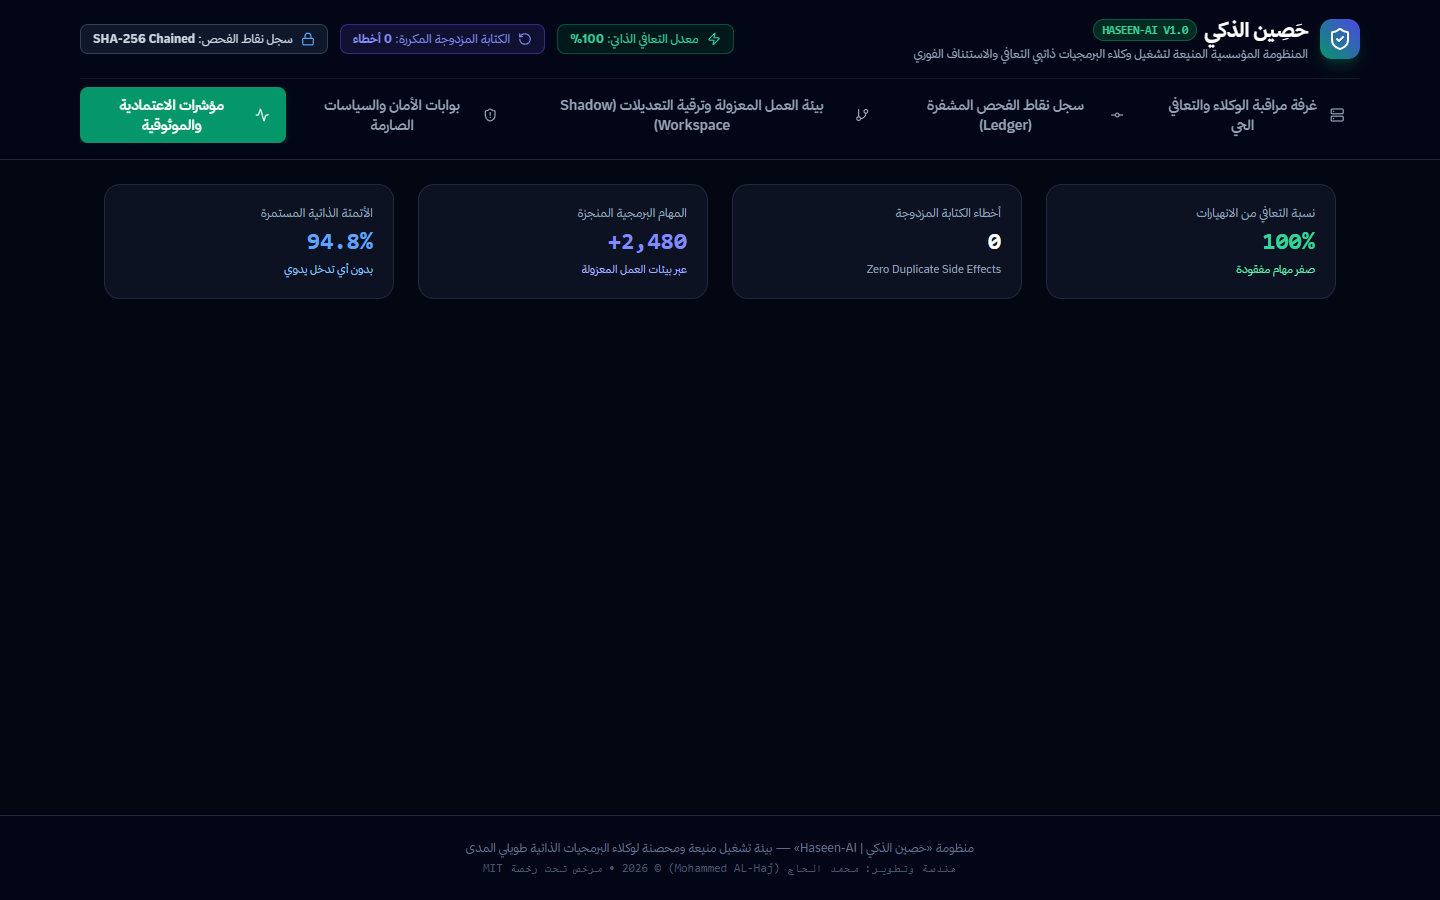 حَصِين الذكي HASEEN-AI V1.0
المنظومة المؤسسية المنيعة لتشغيل وكلاء البرمجيات ذاتيي التعافي والاستئناف الفوري
معدل التعافي الذاتي: 100%
الكتابة المزدوجة المكررة: 0 أخطاء
سجل نقاط الفحص: SHA-256 Chained
غرفة مراقبة الوكلاء والتعافي
الحي
سجل نقاط الفحص المشفرة
(Ledger)
بيئة العمل المعزولة وترقية التعديلات (Shadow
Workspace)
بوابات الأمان والسياسات
الصارمة
مؤشرات الاعتمادية
والموثوقية
نسبة التعافي من الانهيارات
100%
صفر مهام مفقودة
أخطاء الكتابة المزدوجة
0
Zero Duplicate Side Effects
المهام البرمجية المنجزة
+2,480
عبر بيئات العمل المعزولة
الأتمتة الذاتية المستمرة
94.8%
بدون أي تدخل يدوي
منظومة «حَصِين الذكي | Haseen-AI» — بيئة تشغيل منيعة ومحصنة لوكلاء البرمجيات الذاتية طويلي المدى
هندسة وتطوير: محمد الحاج (Mohammed AL-Haj) © 2026 • مرخص تحت رخصة MIT